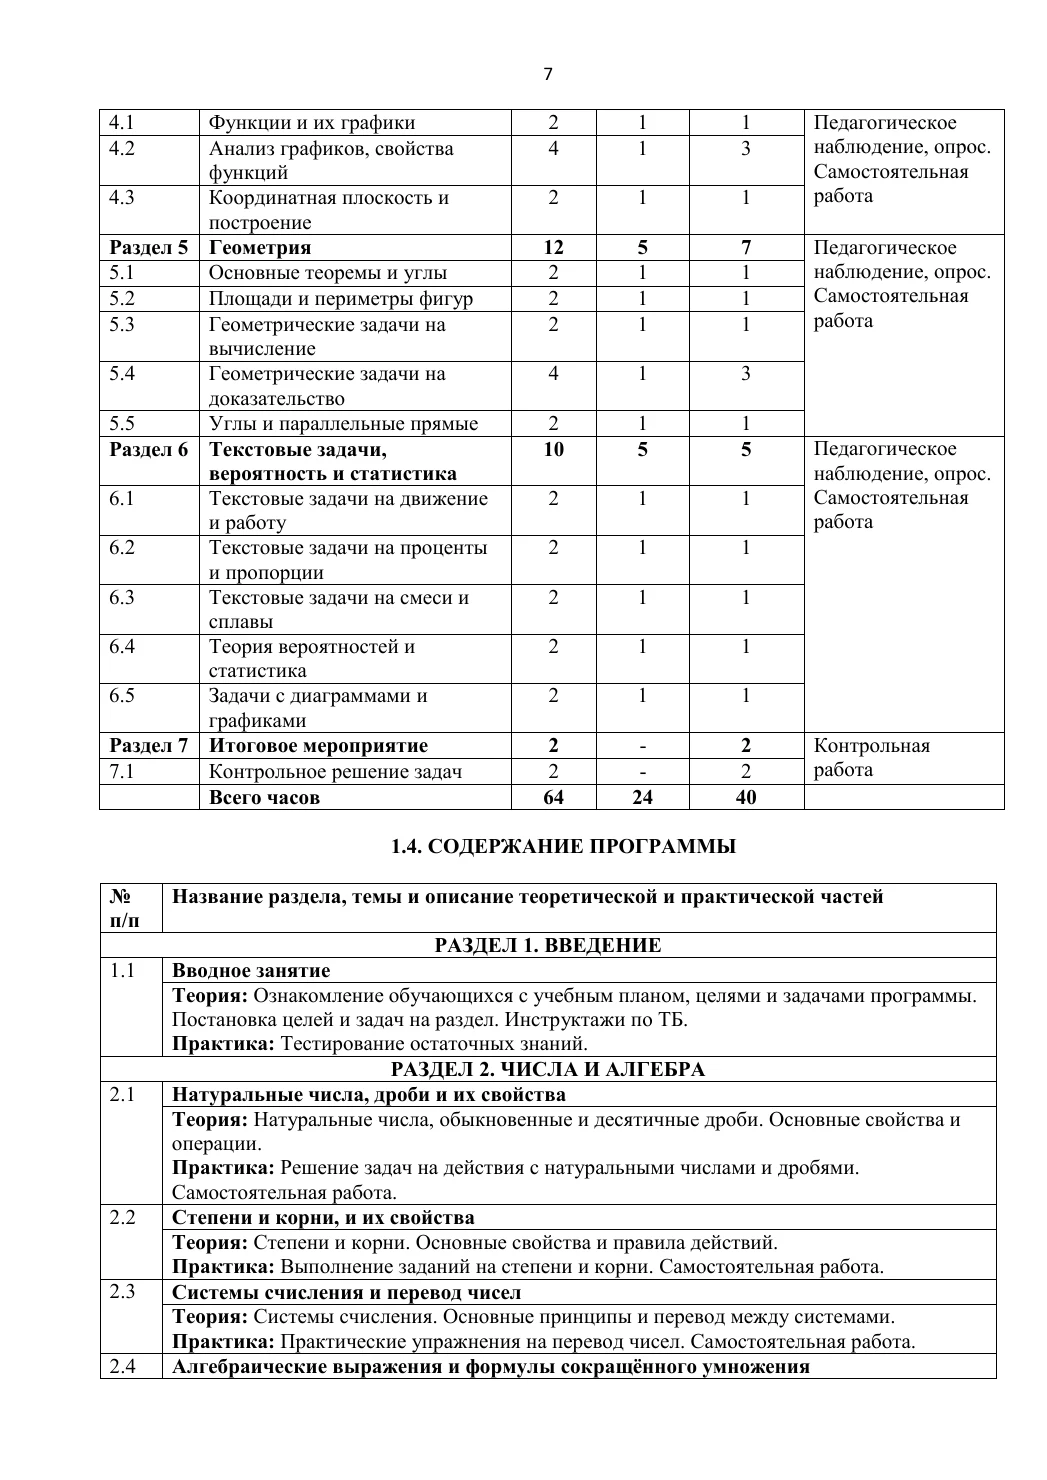 7
4.1 Функции и их графики 2 1 1 Педагогическое
4.2 Анализ графиков, свойства 4 1 3 наблюдение, опрос.
функций Самостоятельная
4.3 Координатная плоскость и 2 1 1 работа
построение
Раздел 5 Геометрия 12 5 7 Педагогическое
5.1 Основные теоремы и углы 2 1 1 наблюдение, опрос.
5.2 Площади и периметры фигур 2 1 1 Самостоятельная
5.3 Геометрические задачи на 2 1 1 работа
вычисление
5.4 Геометрические задачи на 4 1 3
доказательство
5.5 Углы и параллельные прямые 2 1 1
Раздел 6 Текстовые задачи, 10 5 5 Педагогическое
вероятность и статистика наблюдение, опрос.
6.1 Текстовые задачи на движение 2 1 1 Самостоятельная
и работу работа
6.2 Текстовые задачи на проценты 2 1 1
и пропорции
6.3 Текстовые задачи на смеси и 2 1 1
сплавы
6.4 Теория вероятностей и 2 1 1
статистика
6.5 Задачи с диаграммами и 2 1 1
графиками
Раздел 7 Итоговое мероприятие 2 - 2 Контрольная
7.1 Контрольное решение задач 2 - 2 работа
Всего часов 64 24 40
1.4. СОДЕРЖАНИЕ ПРОГРАММЫ
№ Название раздела, темы и описание теоретической и практической частей
п/п
РАЗДЕЛ 1. ВВЕДЕНИЕ
1.1 Вводное занятие
Теория: Ознакомление обучающихся с учебным планом, целями и задачами программы.
Постановка целей и задач на раздел. Инструктажи по ТБ.
Практика: Тестирование остаточных знаний.
РАЗДЕЛ 2. ЧИСЛА И АЛГЕБРА
2.1 Натуральные числа, дроби и их свойства
Теория: Натуральные числа, обыкновенные и десятичные дроби. Основные свойства и
операции.
Практика: Решение задач на действия с натуральными числами и дробями.
Самостоятельная работа.
2.2 Степени и корни, и их свойства
Теория: Степени и корни. Основные свойства и правила действий.
Практика: Выполнение заданий на степени и корни. Самостоятельная работа.
2.3 Системы счисления и перевод чисел
Теория: Системы счисления. Основные принципы и перевод между системами.
Практика: Практические упражнения на перевод чисел. Самостоятельная работа.
2.4 Алгебраические выражения и формулы сокращённого умножения